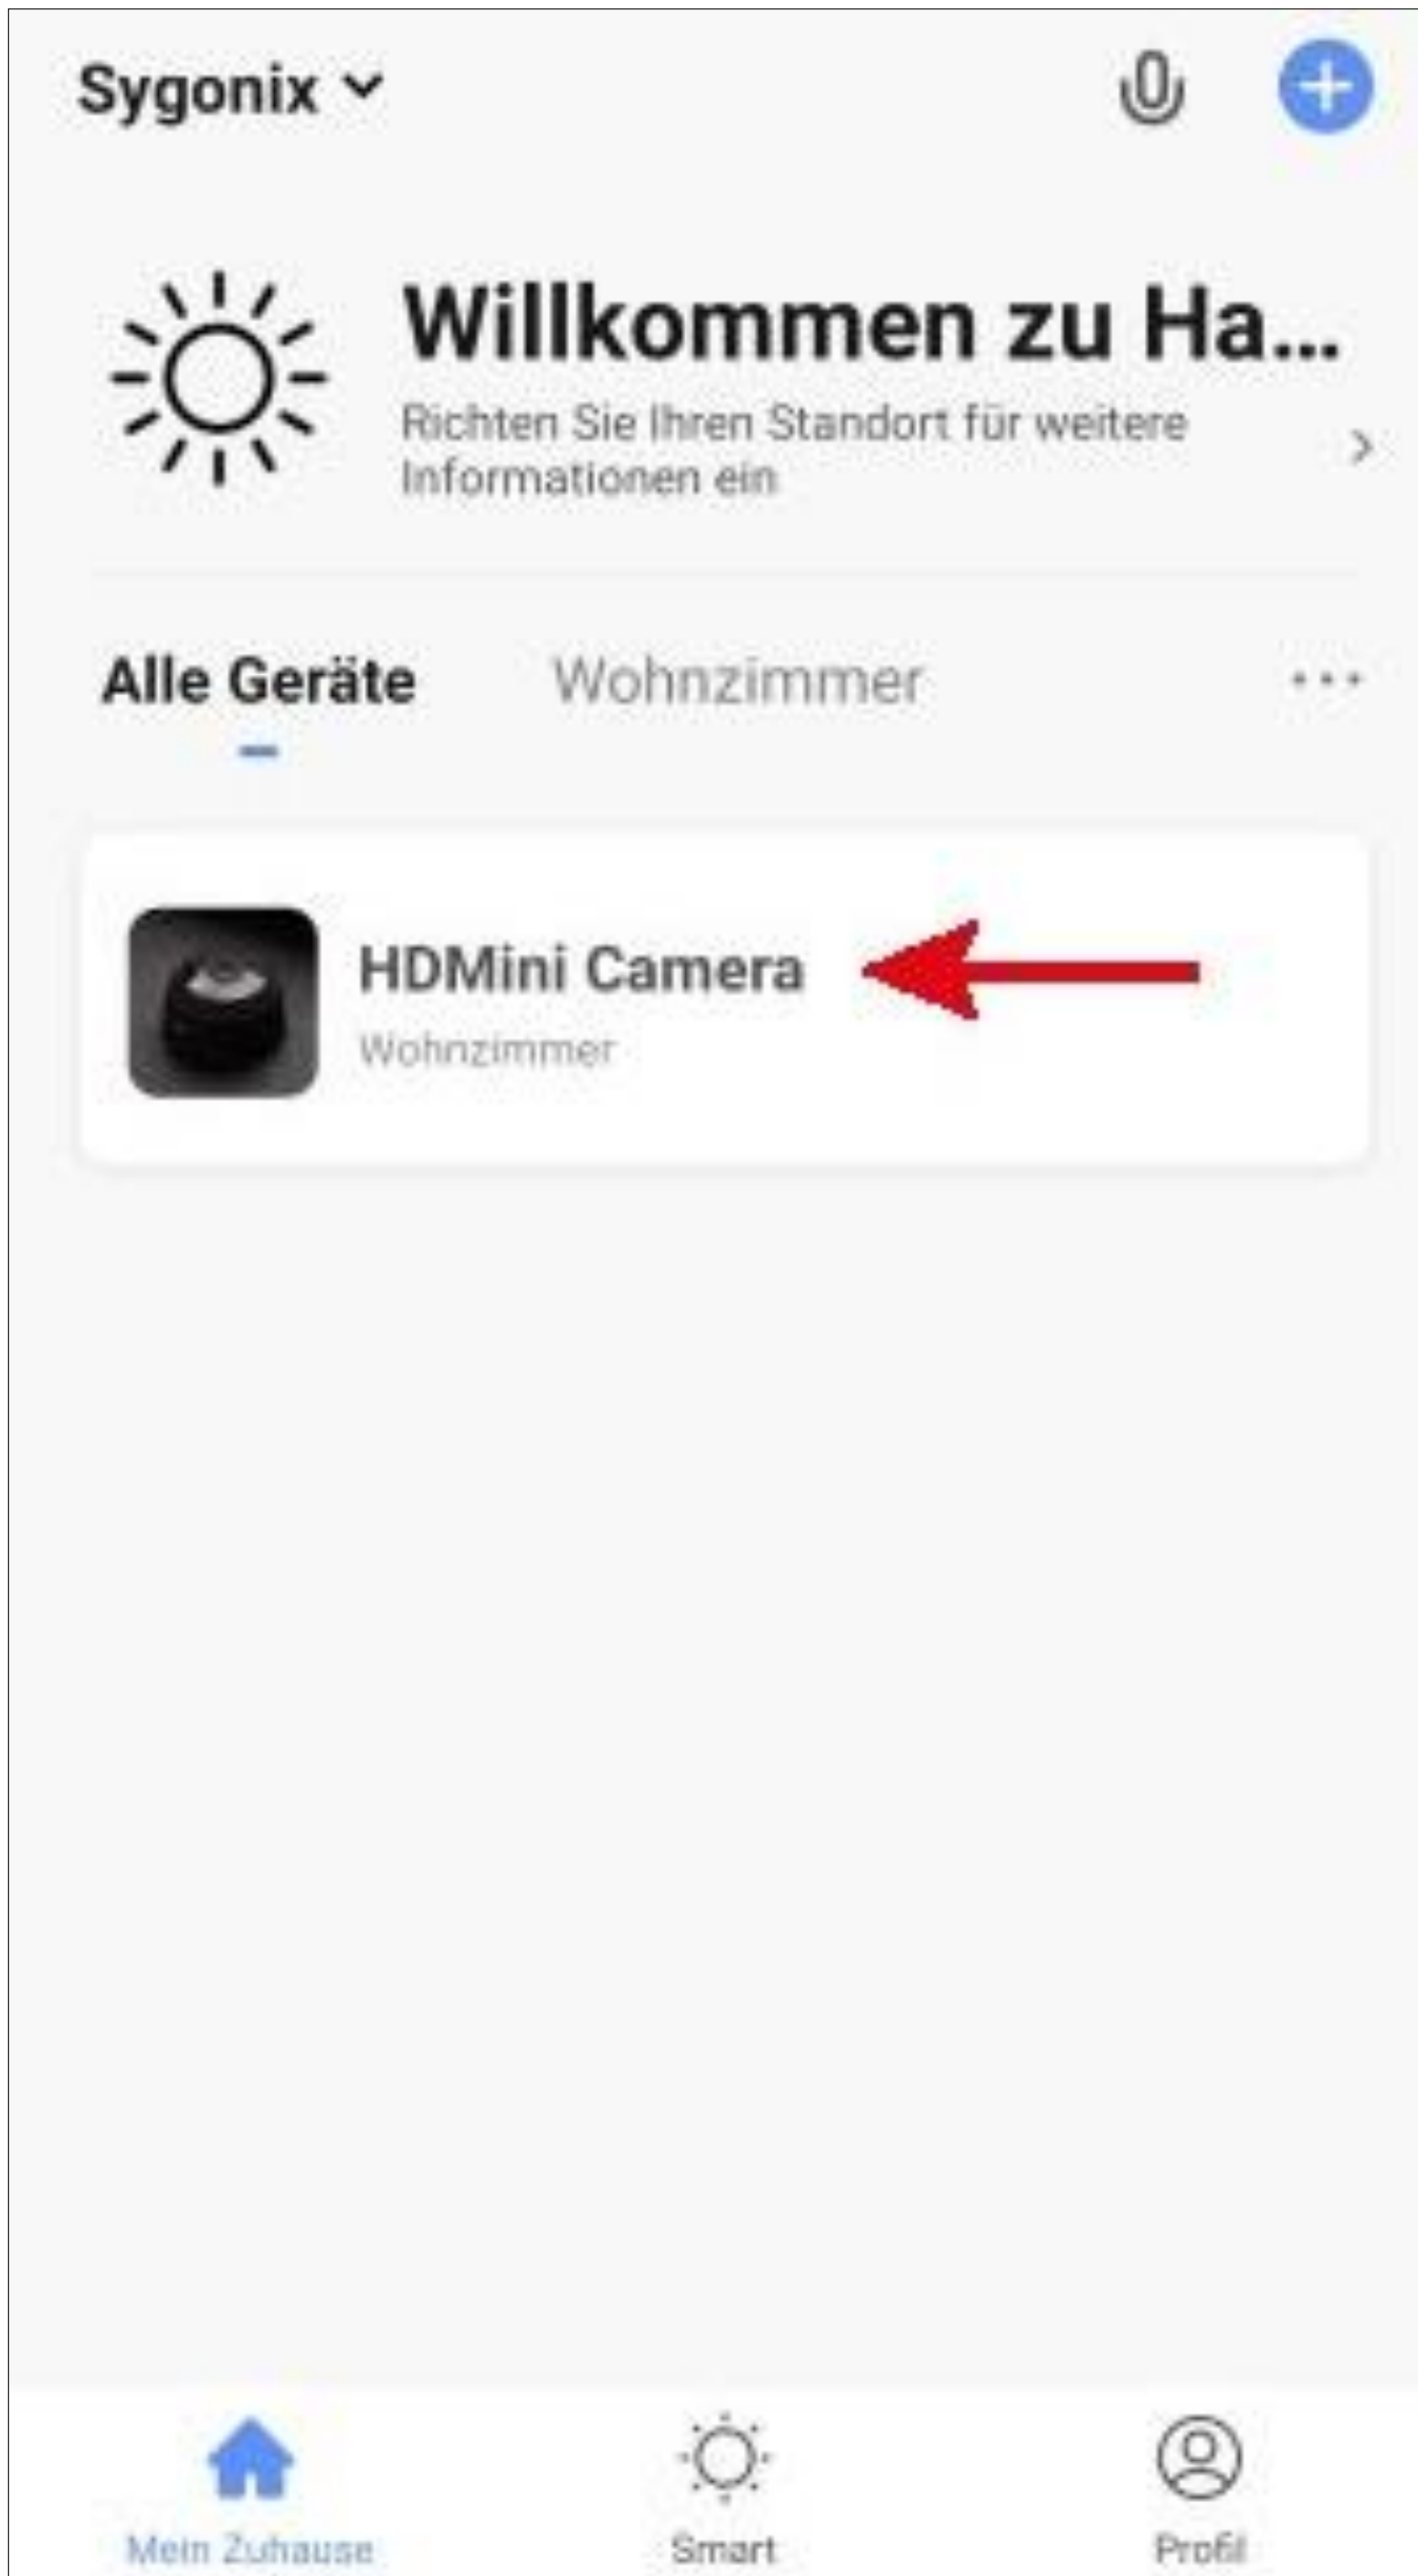 Sygonix
Willkommen zu Ha...
Richten Sie Ihren Standort für weitere
Informationen ein
Alle Geräte
Wohnzimmer
HDMini Camera
Wohnzimmer
Mein Zuhause
Smart
Profil